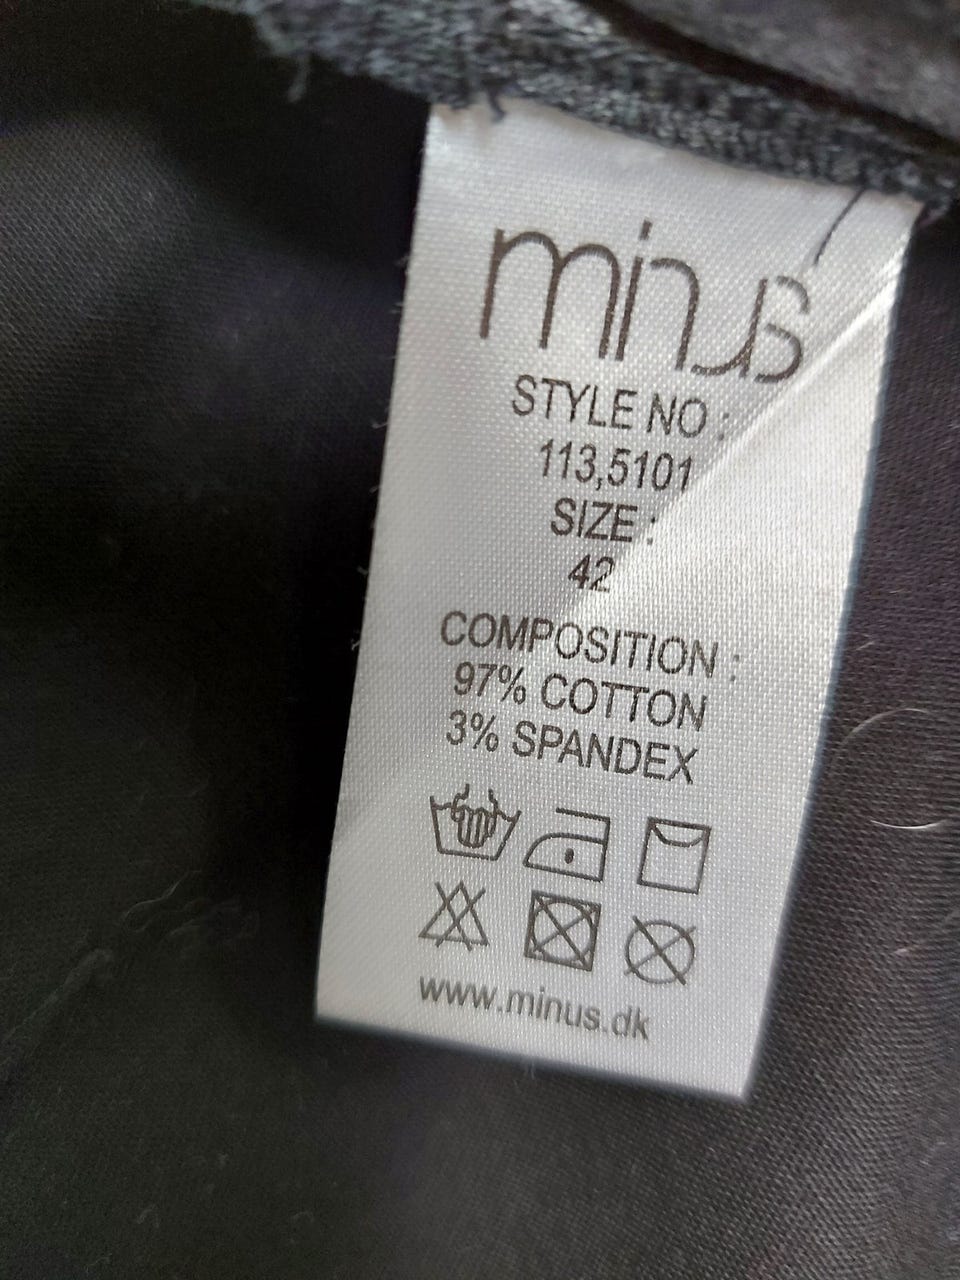 minus
STYLE NO :
113,5101
SIZE :
42
COMPOSITION :
97% COTTON
3% SPANDEX
www.minus.dk